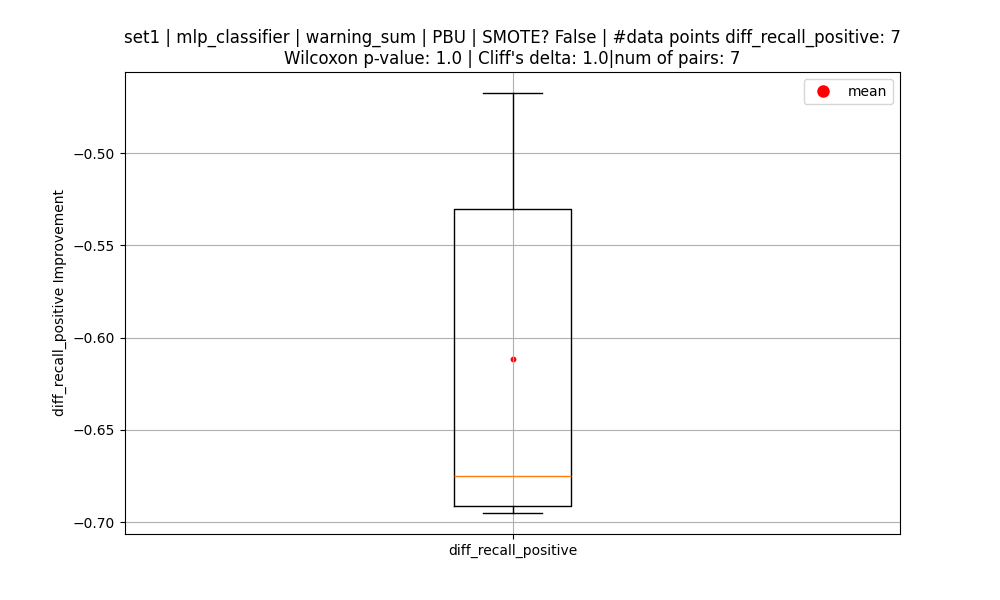 set1 | mlp_classifier | warning_sum | PBU | SMOTE? False | #data points diff_recall_positive: 7
Wilcoxon p-value: 1.0 | Cliff's delta: 1.0|num of pairs: 7
mean
−0.50
−0.55
−0.60
−0.65
−0.70
diff_recall_positive Improvement
diff_recall_positive